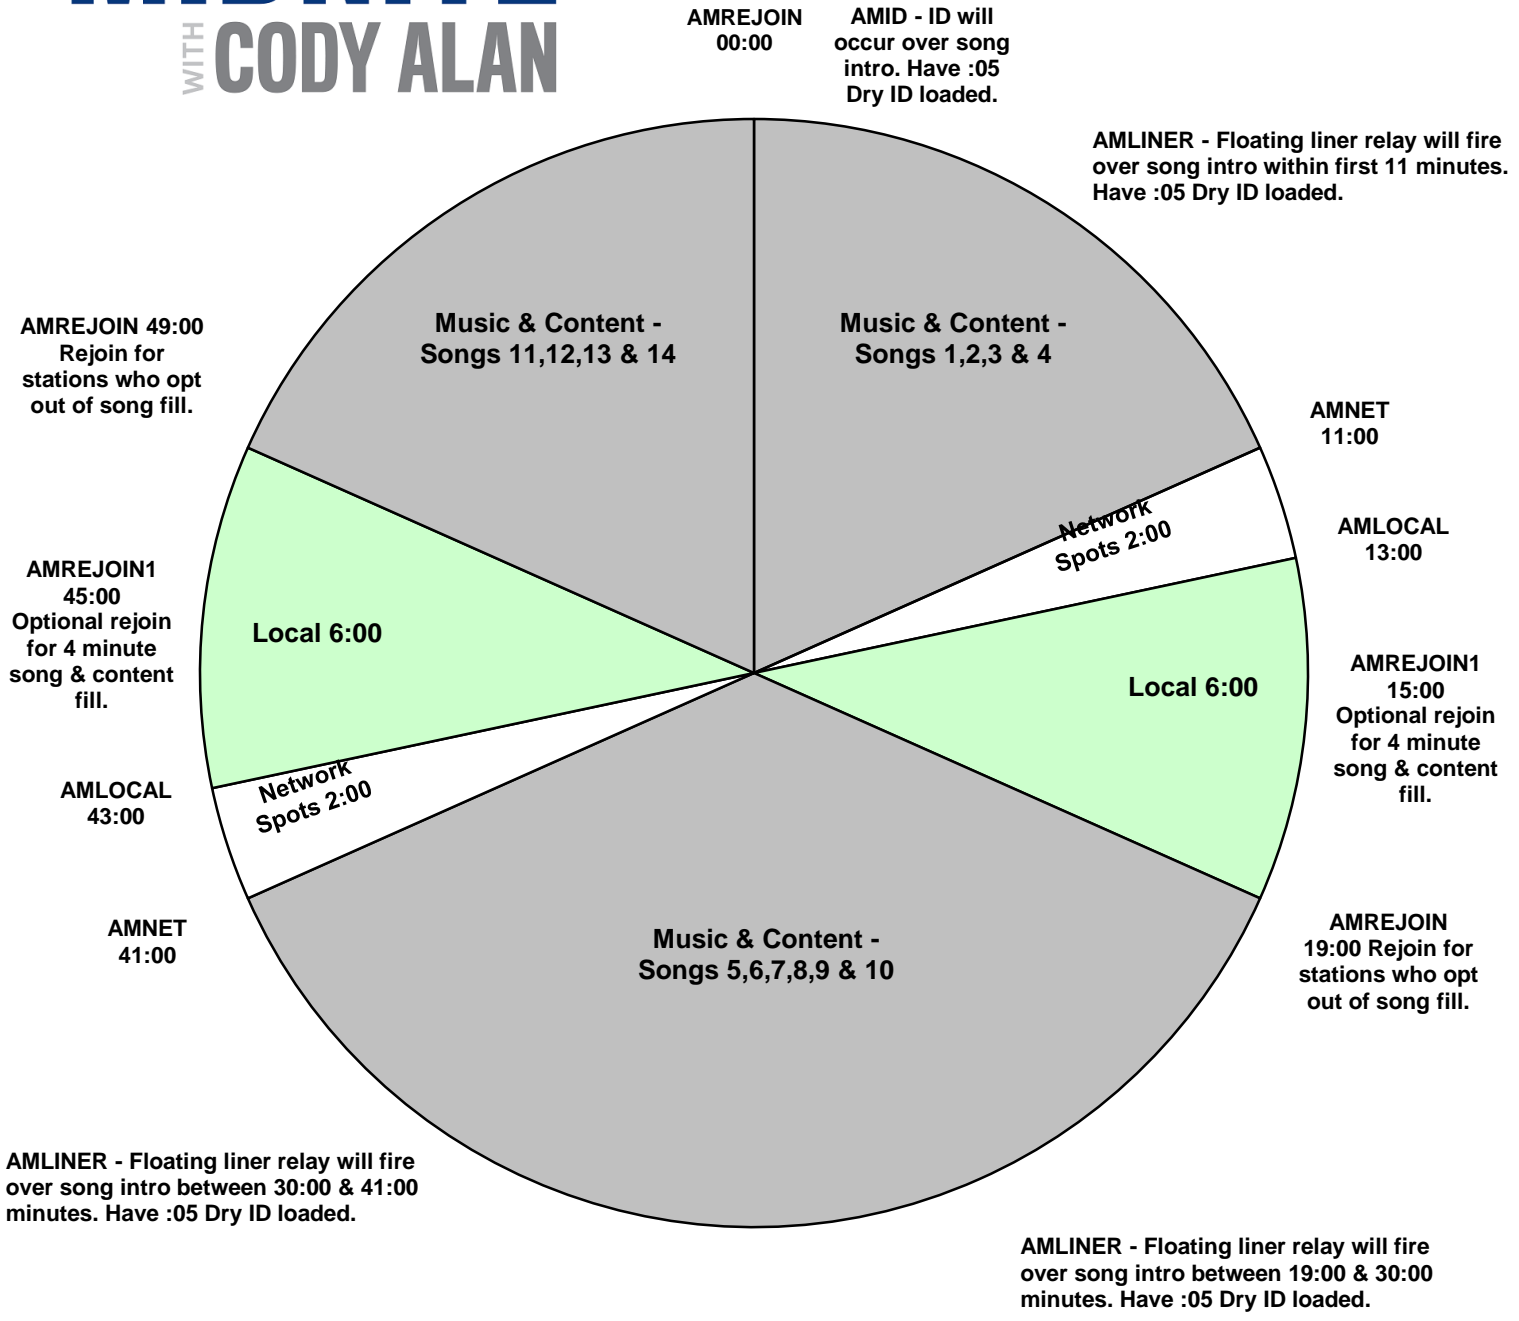 WITH
CODY ALAN
AMREJOIN
00:00
AMID - ID will
occur over song
intro. Have :05
Dry ID loaded.
AMLINER - Floating liner relay will fire
over song intro within first 11 minutes.
Have :05 Dry ID loaded.
Music & Content -
Songs 11,12,13 & 14
Music & Content -
Songs 1,2,3 & 4
AMREJOIN 49:00
Rejoin for
stations who opt
out of song fill.
AMNET
11:00
Network
Spots 2:00
AMLOCAL
13:00
AMREJOIN1
45:00
Optional rejoin
for 4 minute
song & content
fill.
Local 6:00
Local 6:00
AMREJOIN1
15:00
Optional rejoin
for 4 minute
song & content
fill.
AMLOCAL
43:00
Network
Spots 2:00
AMNET
41:00
Music & Content -
Songs 5,6,7,8,9 & 10
AMREJOIN
19:00 Rejoin for
stations who opt
out of song fill.
AMLINER - Floating liner relay will fire
over song intro between 30:00 & 41:00
minutes. Have :05 Dry ID loaded.
AMLINER - Floating liner relay will fire
over song intro between 19:00 & 30:00
minutes. Have :05 Dry ID loaded.